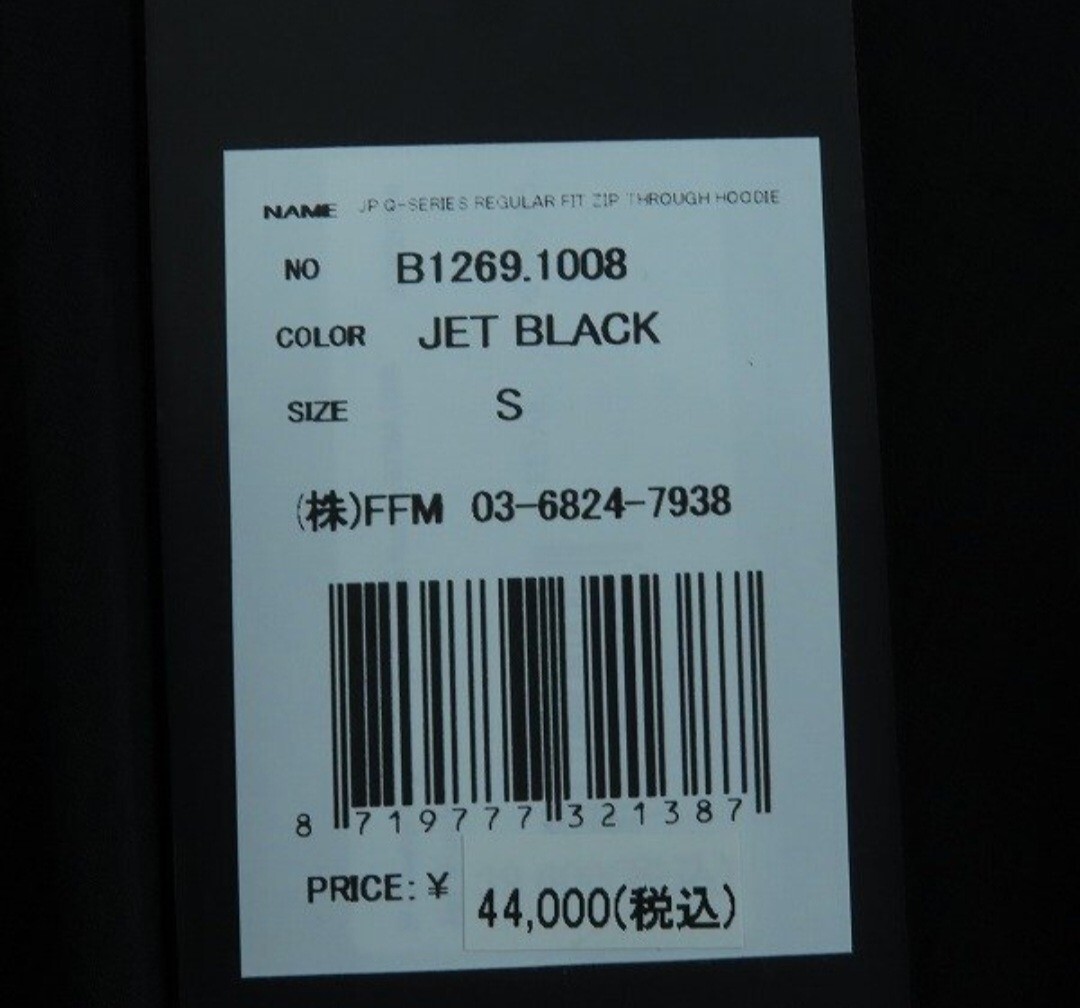 NAME JP Q-SERIES REGULAR FIT ZIP THROUGH HOODIE
NO B1269.1008
COLOR JET BLACK
SIZE S
(株)FFM 03-6824-7938
8 719777 321387
PRICE: ¥ 44,000(税込)